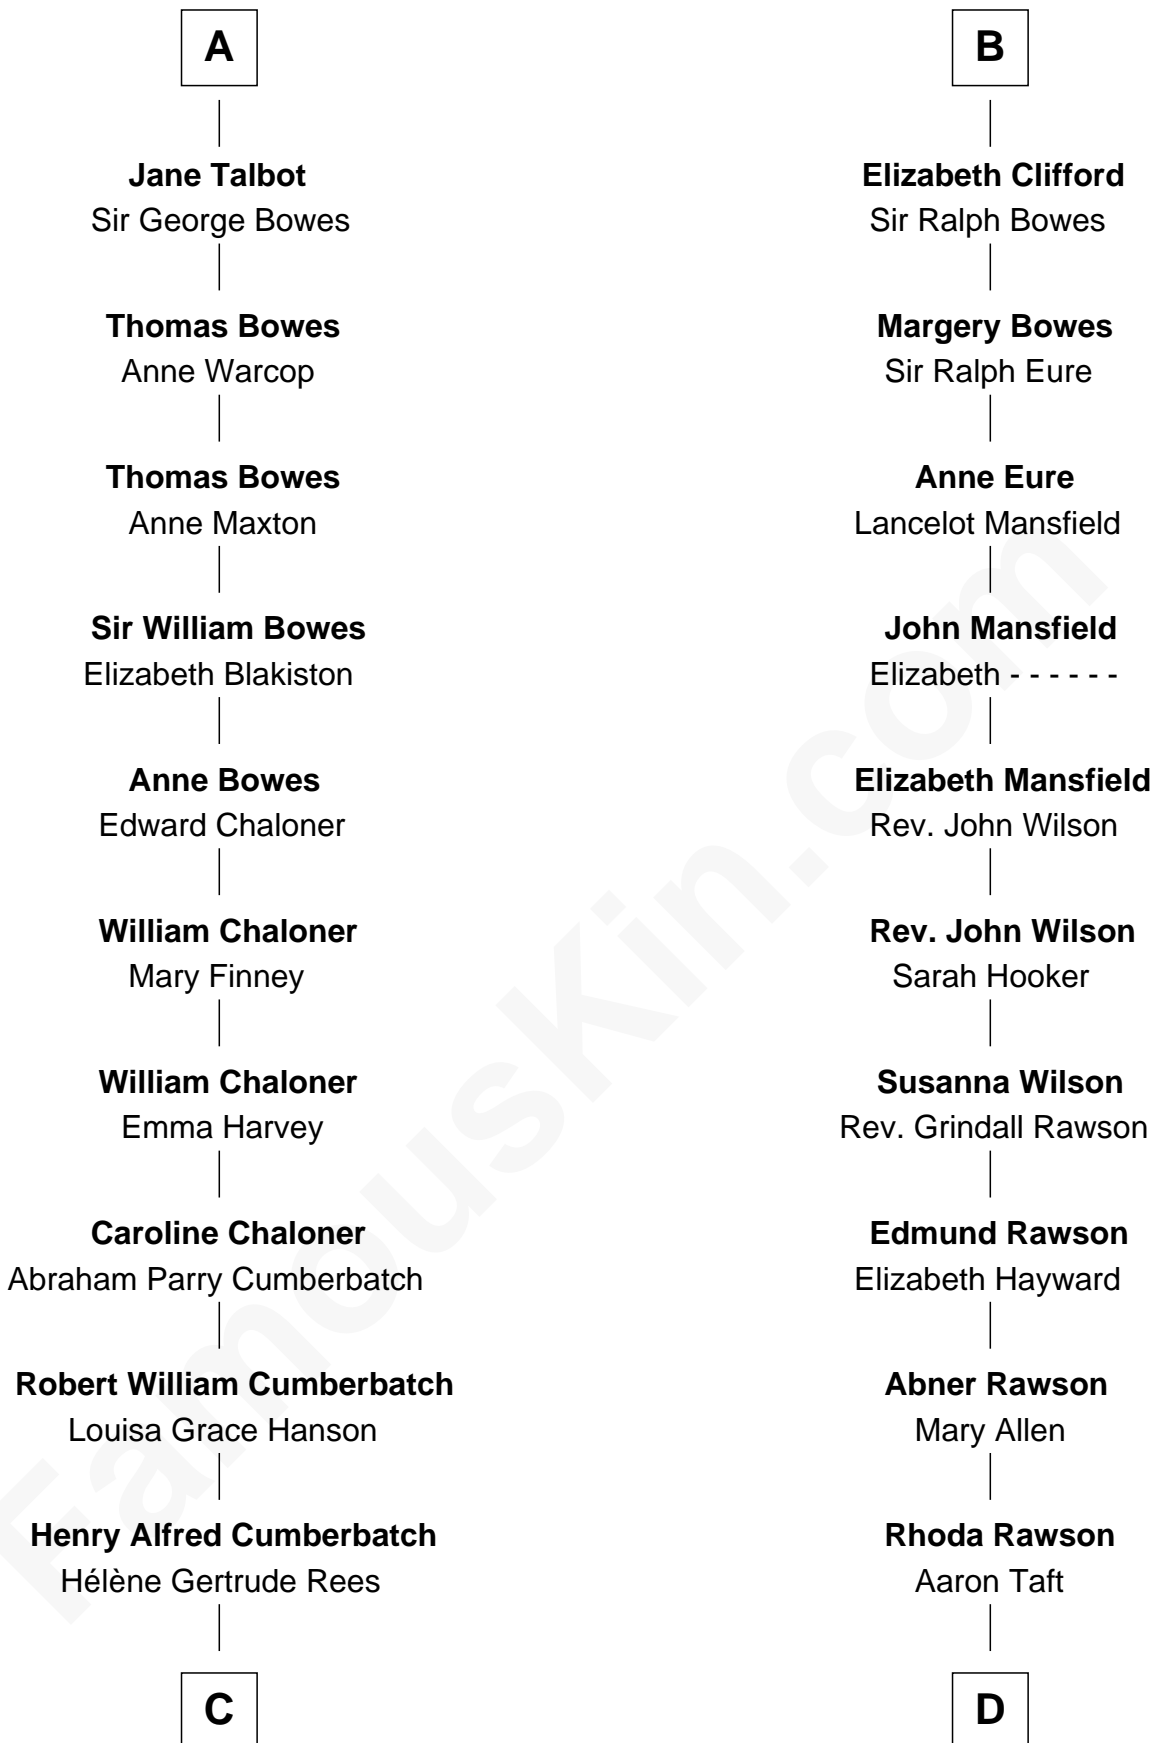 A
Jane Talbot
Sir George Bowes
Thomas Bowes
Anne Warcop
Thomas Bowes
Anne Maxton
Sir William Bowes
Elizabeth Blakiston
Anne Bowes
Edward Chaloner
William Chaloner
Mary Finney
William Chaloner
Emma Harvey
Caroline Chaloner
Abraham Parry Cumberbatch
Robert William Cumberbatch
Louisa Grace Hanson
Henry Alfred Cumberbatch
Hélène Gertrude Rees
C
B
Elizabeth Clifford
Sir Ralph Bowes
Margery Bowes
Sir Ralph Eure
Anne Eure
Lancelot Mansfield
John Mansfield
Elizabeth - - - - - -
Elizabeth Mansfield
Rev. John Wilson
Rev. John Wilson
Sarah Hooker
Susanna Wilson
Rev. Grindall Rawson
Edmund Rawson
Elizabeth Hayward
Abner Rawson
Mary Allen
Rhoda Rawson
Aaron Taft
D
FamousKin.com